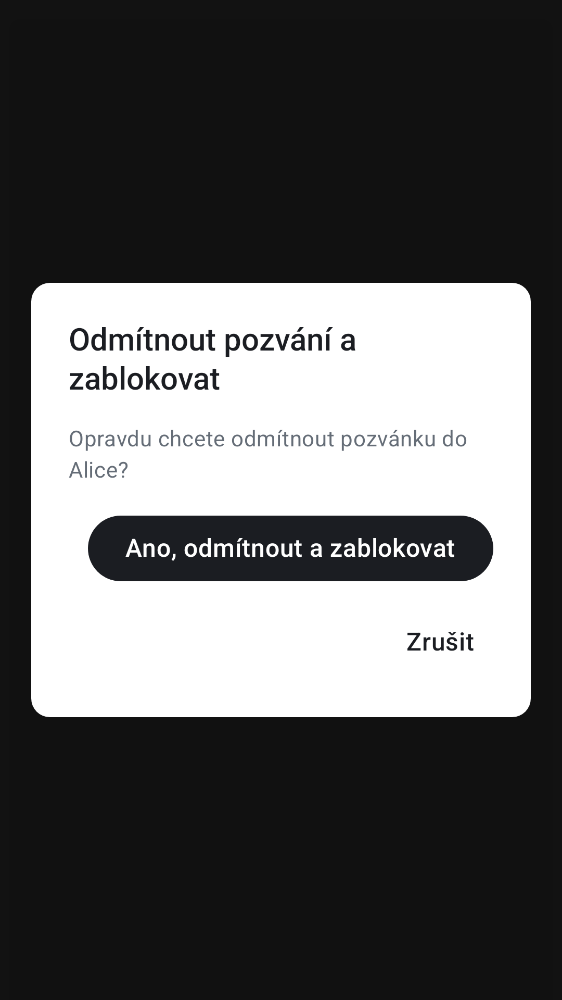 Odmítnout pozvání a
zablokovat
Opravdu chcete odmítnout pozvánku do
Alice?
Ano, odmítnout a zablokovat
Zrušit